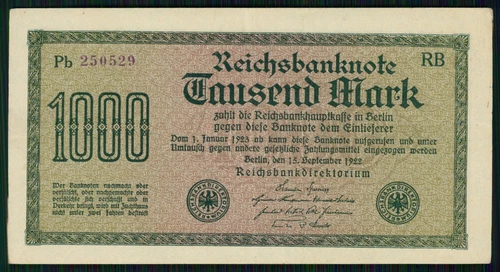 Pb 250529
Reichsbanknote
RB
Tausend Mark
1000
zahlt die Reichsbankhauptkasse in Berlin
gegen diese Banknote dem Einlieferer
Vom 1. Januar 1923 ab kann diese Banknote aufgerufen und unter
Umtausch gegen andere gesetzliche Zahlungsmittel eingezogen werden
Berlin, den 15. September 1922
Reichsbankdirektorium
Wer Banknoten nachmacht oder
verfälscht, oder nachgemachte oder
verfälschte sich verschafft und in
Verkehr bringt, wird mit Zuchthaus
nicht unter zwei Jahren bestraft